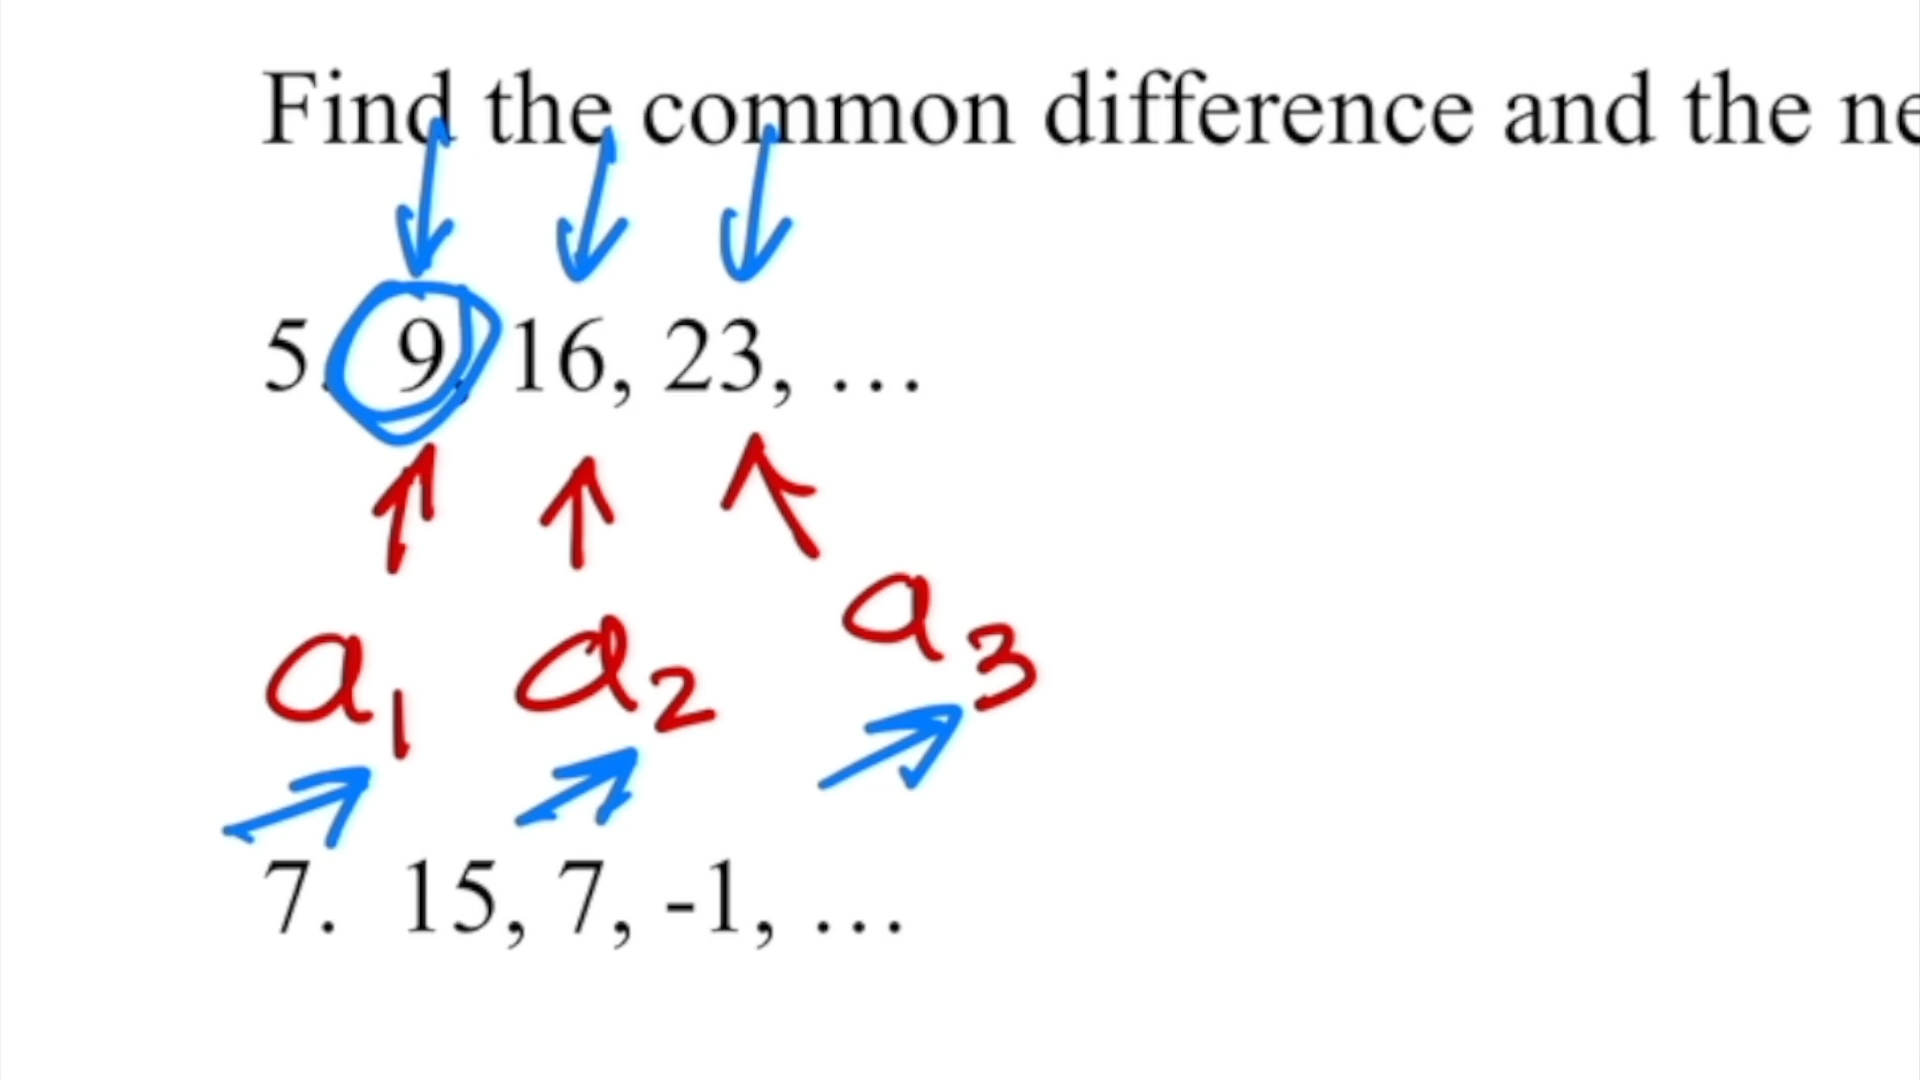 Find the common difference and the ne
5. 9, 16, 23, …
a₁ a₂ a₃
7. 15, 7, -1, …